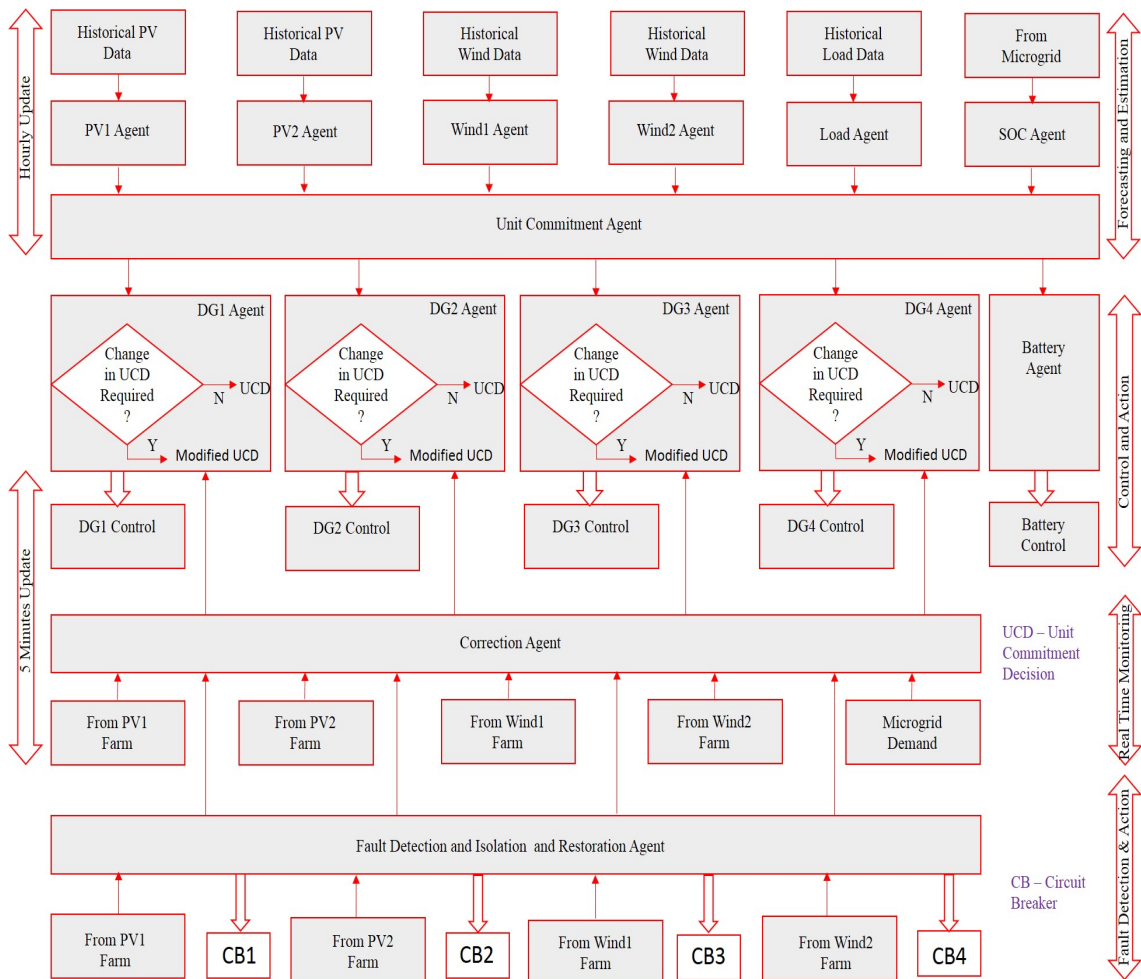 Hourly Update
Historical PV
Data
Historical PV
Data
Historical
Wind Data
Historical
Wind Data
Historical
Load Data
From
Microgrid
Forecasting and Estimation
PV1 Agent
PV2 Agent
Wind1 Agent
Wind2 Agent
Load Agent
SOC Agent
Unit Commitment Agent
DG1 Agent
Change
in UCD
Required
?
N
UCD
Y
Modified UCD
DG2 Agent
Change
in UCD
Required
?
N
UCD
Y
Modified UCD
DG3 Agent
Change
in UCD
Required
?
N
UCD
Y
Modified UCD
DG4 Agent
Change
in UCD
Required
?
N
UCD
Y
Modified UCD
Battery
Agent
Control and Action
DG1 Control
DG2 Control
DG3 Control
DG4 Control
Battery
Control
5 Minutes Update
Correction Agent
UCD – Unit
Commitment
Decision
Real Time Monitoring
From PV1
Farm
From PV2
Farm
From Wind1
Farm
From Wind2
Farm
Microgrid
Demand
Fault Detection and Isolation and Restoration Agent
CB – Circuit
Breaker
Fault Detection & Action
From PV1
Farm
CB1
From PV2
Farm
CB2
From Wind1
Farm
CB3
From Wind2
Farm
CB4